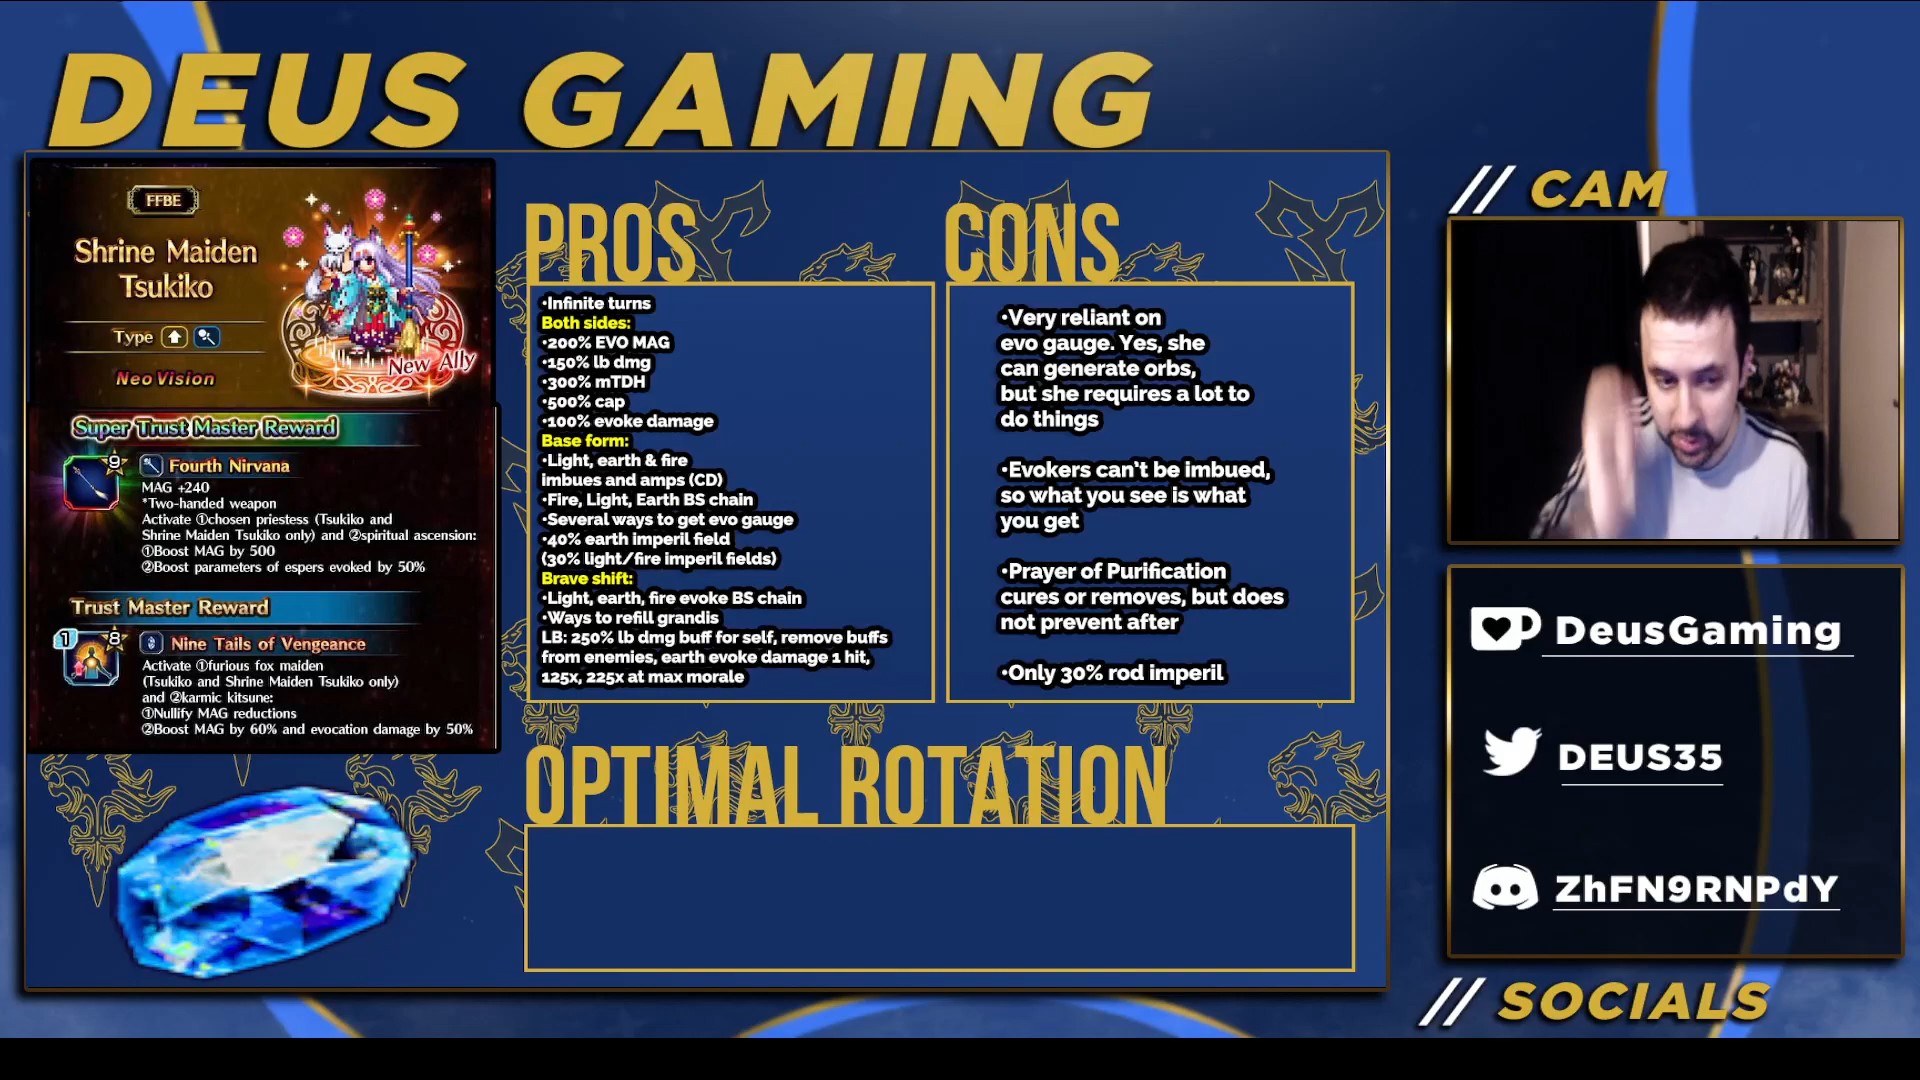 DEUS GAMING
FFBE
Shrine Maiden
Tsukiko
Type
NeoVision
New Ally
Super Trust Master Reward
9
Fourth Nirvana
MAG +240
*Two-handed weapon
Activate ①chosen priestess (Tsukiko and
Shrine Maiden Tsukiko only) and ②spiritual ascension:
①Boost MAG by 500
②Boost parameters of espers evoked by 50%
Trust Master Reward
1
8
Nine Tails of Vengeance
Activate ①furious fox maiden
(Tsukiko and Shrine Maiden Tsukiko only)
and ②karmic kitsune:
①Nullify MAG reductions
②Boost MAG by 60% and evocation damage by 50%
PROS
•Infinite turns
Both sides:
•200% EVO MAG
•150% lb dmg
•300% mTDH
•500% cap
•100% evoke damage
Base form:
•Light, earth & fire
imbues and amps (CD)
•Fire, Light, Earth BS chain
•Several ways to get evo gauge
•40% earth imperil field
(30% light/fire imperil fields)
Brave shift:
•Light, earth, fire evoke BS chain
•Ways to refill grandis
LB: 250% lb dmg buff for self, remove buffs
from enemies, earth evoke damage 1 hit,
125x, 225x at max morale
CONS
•Very reliant on
evo gauge. Yes, she
can generate orbs,
but she requires a lot to
do things
•Evokers can't be imbued,
so what you see is what
you get
•Prayer of Purification
cures or removes, but does
not prevent after
•Only 30% rod imperil
OPTIMAL ROTATION
// CAM
DeusGaming
DEUS35
ZhFN9RNPdY
// SOCIALS